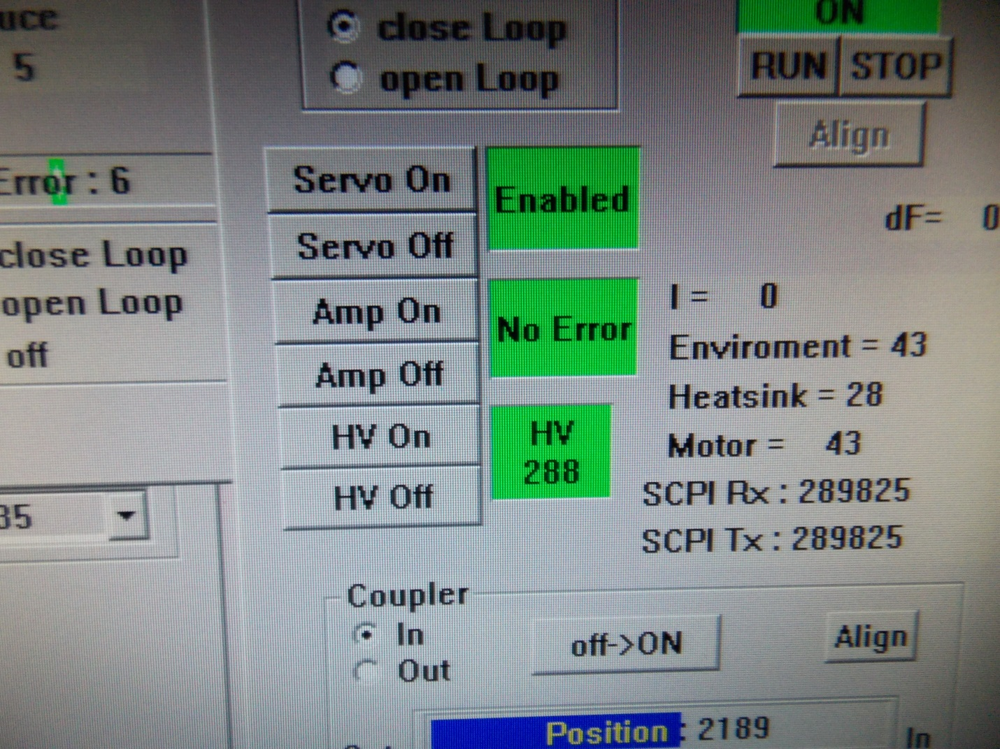 uce
5
close Loop
open Loop
ON
RUN STOP
Align
Error : 6
close Loop
open Loop
off
35
Servo On
Servo Off
Amp On
Amp Off
HV On
HV Off
Enabled
No Error
HV
288
dF= 0
I = 0
Enviroment = 43
Heatsink = 28
Motor = 43
SCPI Rx : 289825
SCPI Tx : 289825
Coupler
In
Out
off->ON
Align
Position : 2189
In